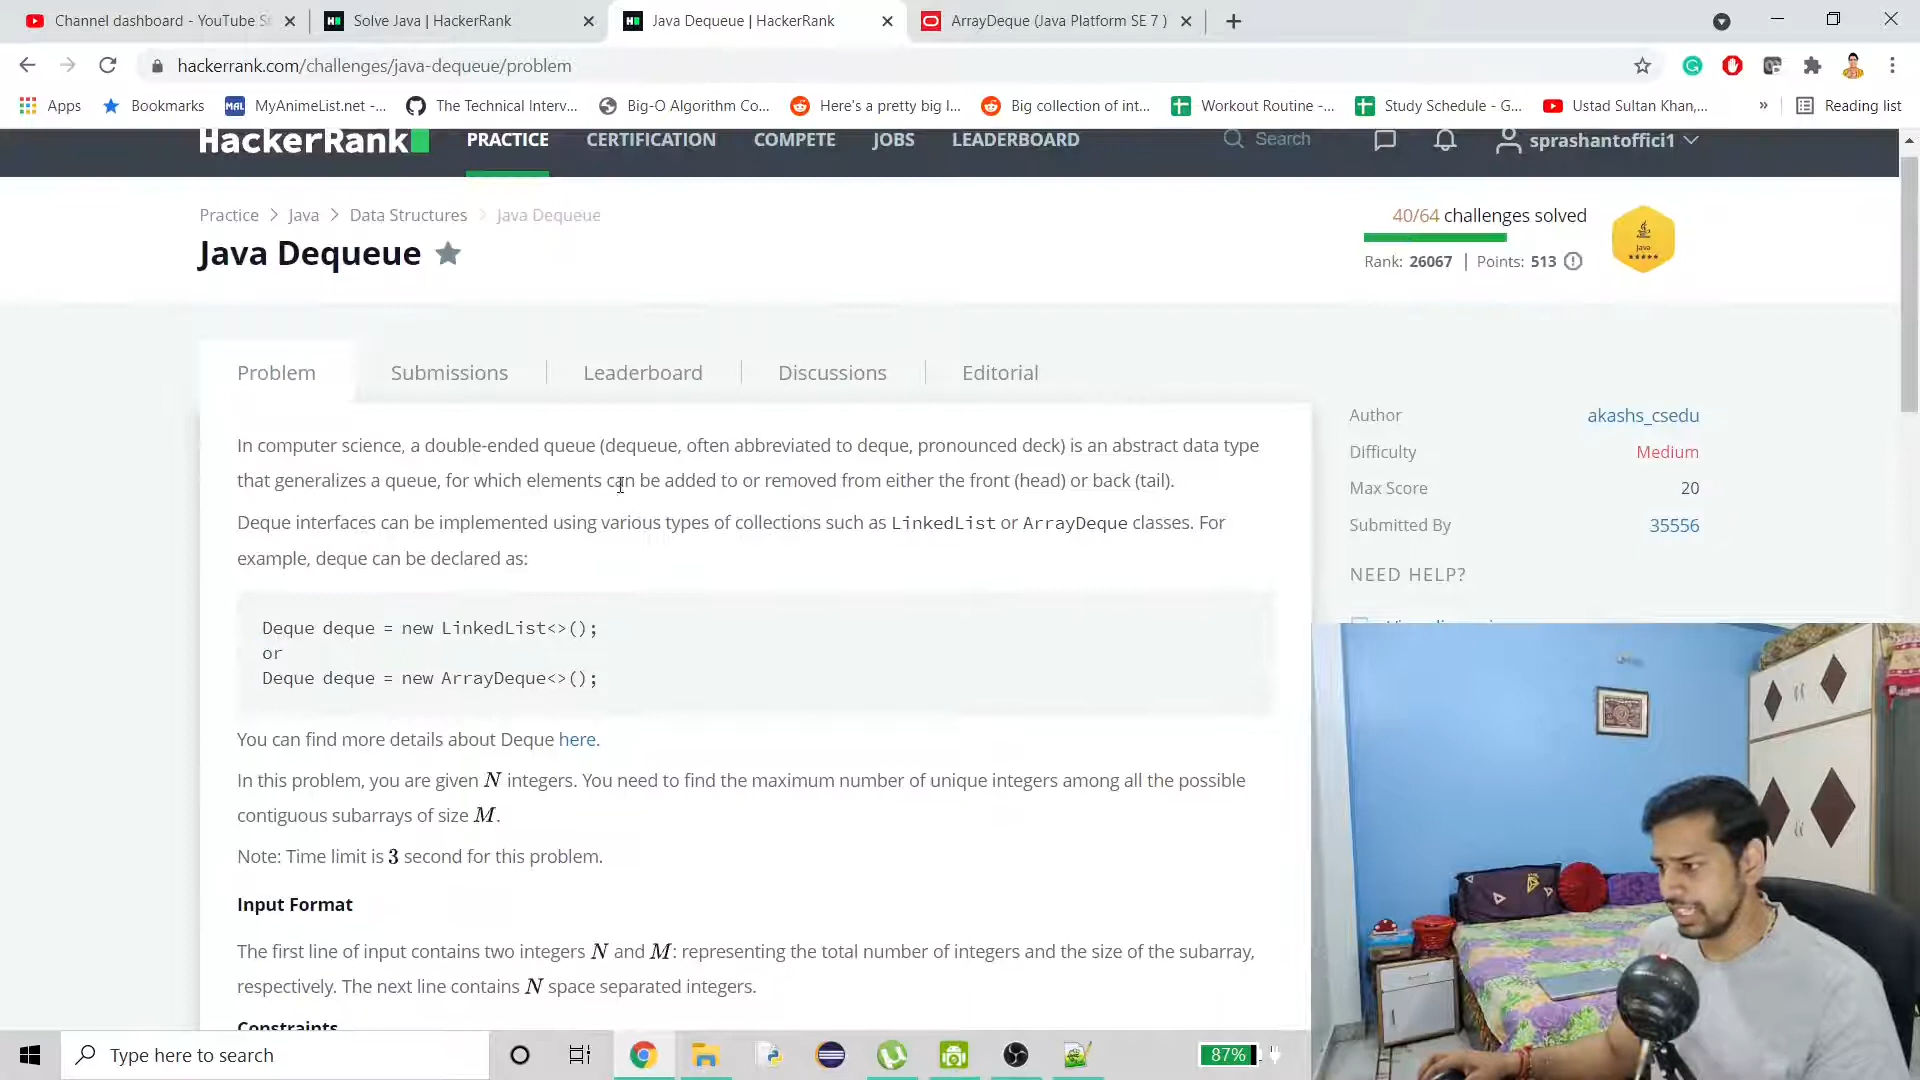 Channel dashboard - YouTube St
Solve Java | HackerRank
Java Dequeue | HackerRank
ArrayDeque (Java Platform SE 7 )
hackerrank.com/challenges/java-dequeue/problem
Apps
Bookmarks
MAL
MyAnimeList.net -...
The Technical Interv...
Big-O Algorithm Co...
Here's a pretty big l...
Big collection of int...
Workout Routine -...
Study Schedule - G...
Ustad Sultan Khan,...
»
Reading list
HackerRank
PRACTICE
CERTIFICATION
COMPETE
JOBS
LEADERBOARD
Search
sprashantoffici1
Practice > Java > Data Structures > Java Dequeue
Java Dequeue
40/64 challenges solved
Rank: 26067 | Points: 513
Java
Problem
Submissions
Leaderboard
Discussions
Editorial
In computer science, a double-ended queue (dequeue, often abbreviated to deque, pronounced deck) is an abstract data type
that generalizes a queue, for which elements can be added to or removed from either the front (head) or back (tail).
Deque interfaces can be implemented using various types of collections such as LinkedList or ArrayDeque classes. For
example, deque can be declared as:
Deque deque = new LinkedList<>();
or
Deque deque = new ArrayDeque<>();
You can find more details about Deque here.
In this problem, you are given N integers. You need to find the maximum number of unique integers among all the possible
contiguous subarrays of size M.
Note: Time limit is 3 second for this problem.
Input Format
The first line of input contains two integers N and M: representing the total number of integers and the size of the subarray,
respectively. The next line contains N space separated integers.
Constraints
Author
akashs_csedu
Difficulty
Medium
Max Score
20
Submitted By
35556
NEED HELP?
Type here to search
87%